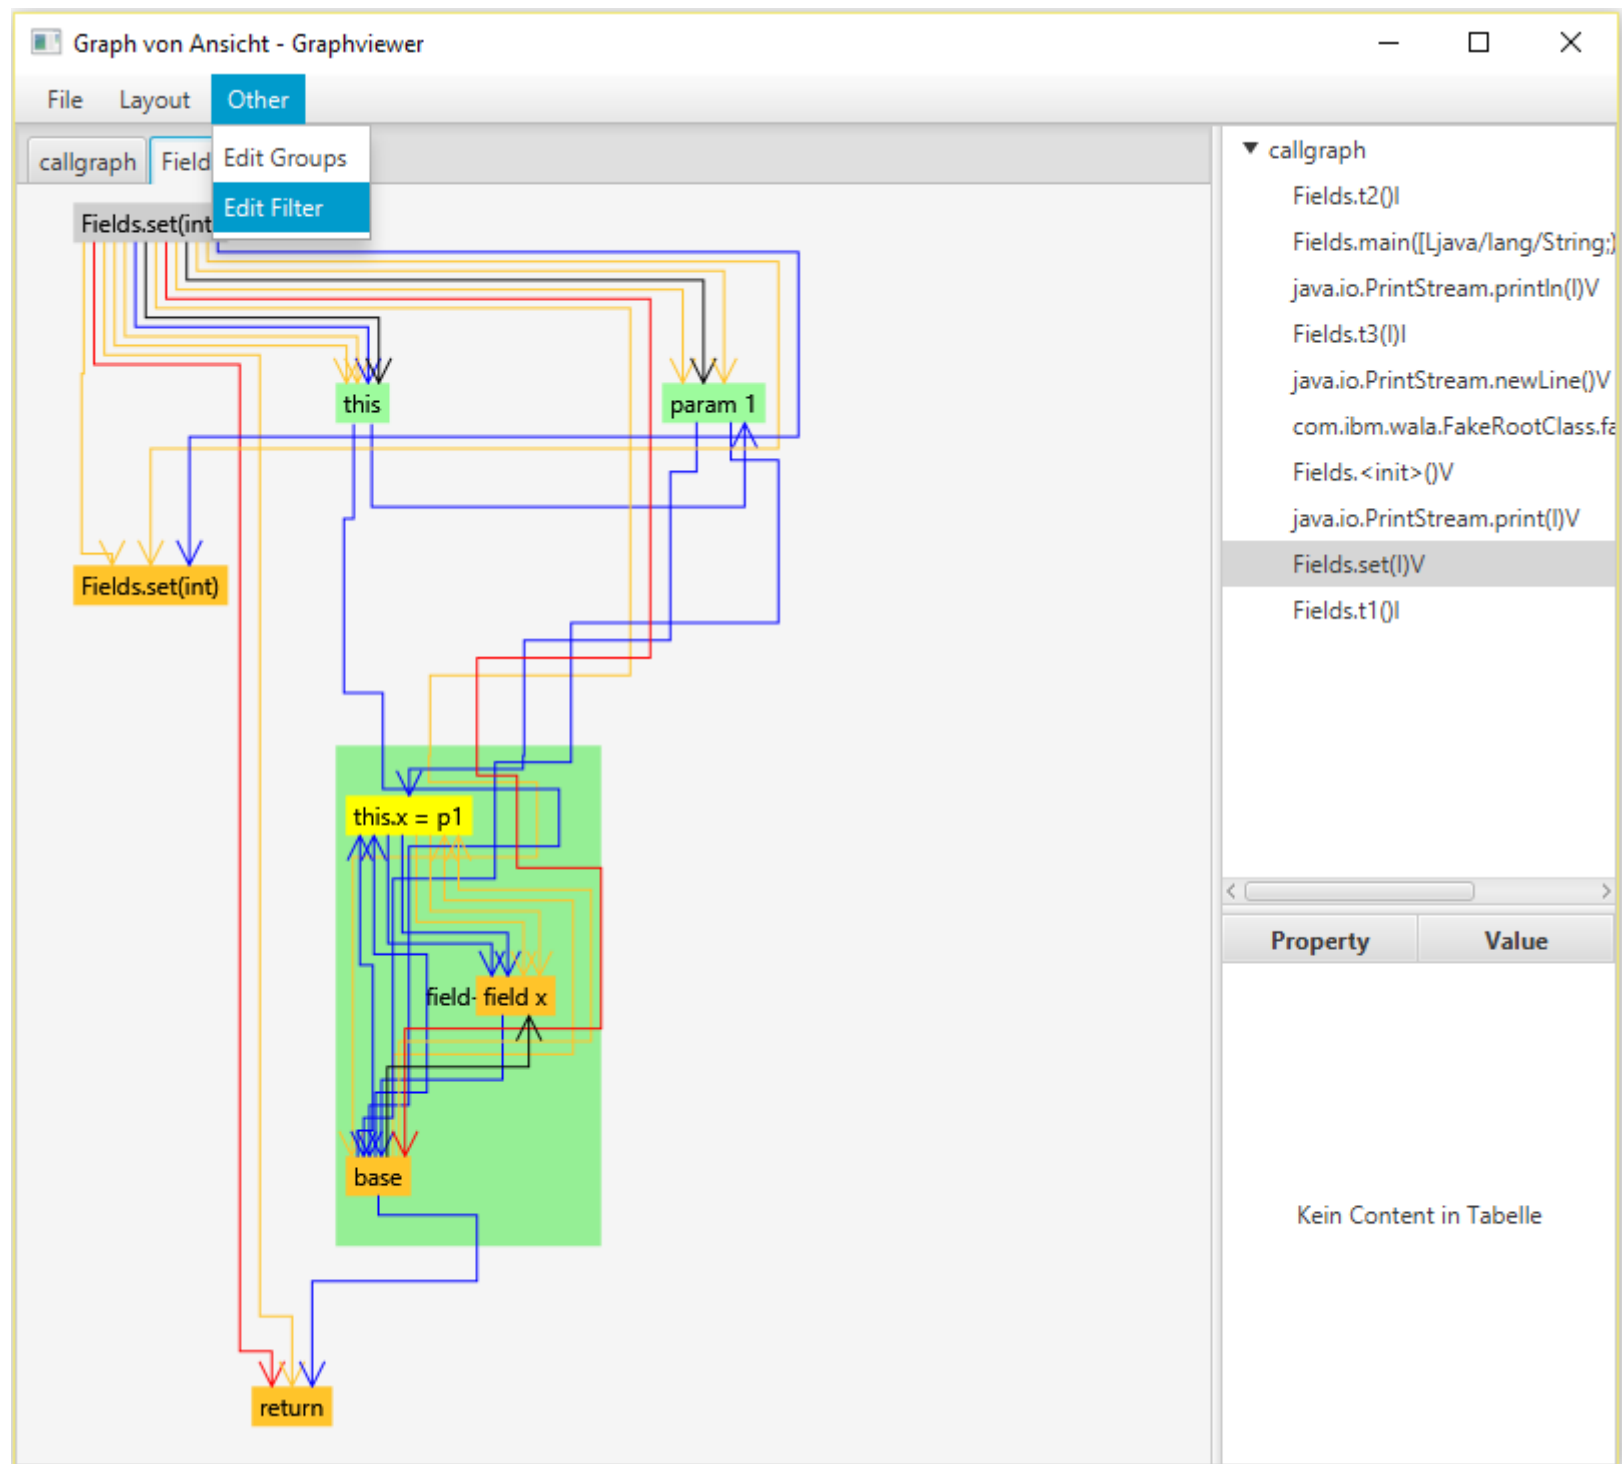 Graph von Ansicht - Graphviewer
File Layout Other
callgraph Field
Edit Groups
Edit Filter
Fields.set(int
this
param 1
Fields.set(int)
this.x = p1
field- field x
base
return
callgraph
Fields.t2()I
Fields.main([Ljava/lang/String;)
java.io.PrintStream.println(I)V
Fields.t3(I)I
java.io.PrintStream.newLine()V
com.ibm.wala.FakeRootClass.fa
Fields.<init>()V
java.io.PrintStream.print(I)V
Fields.set(I)V
Fields.t1()I
Property Value
Kein Content in Tabelle